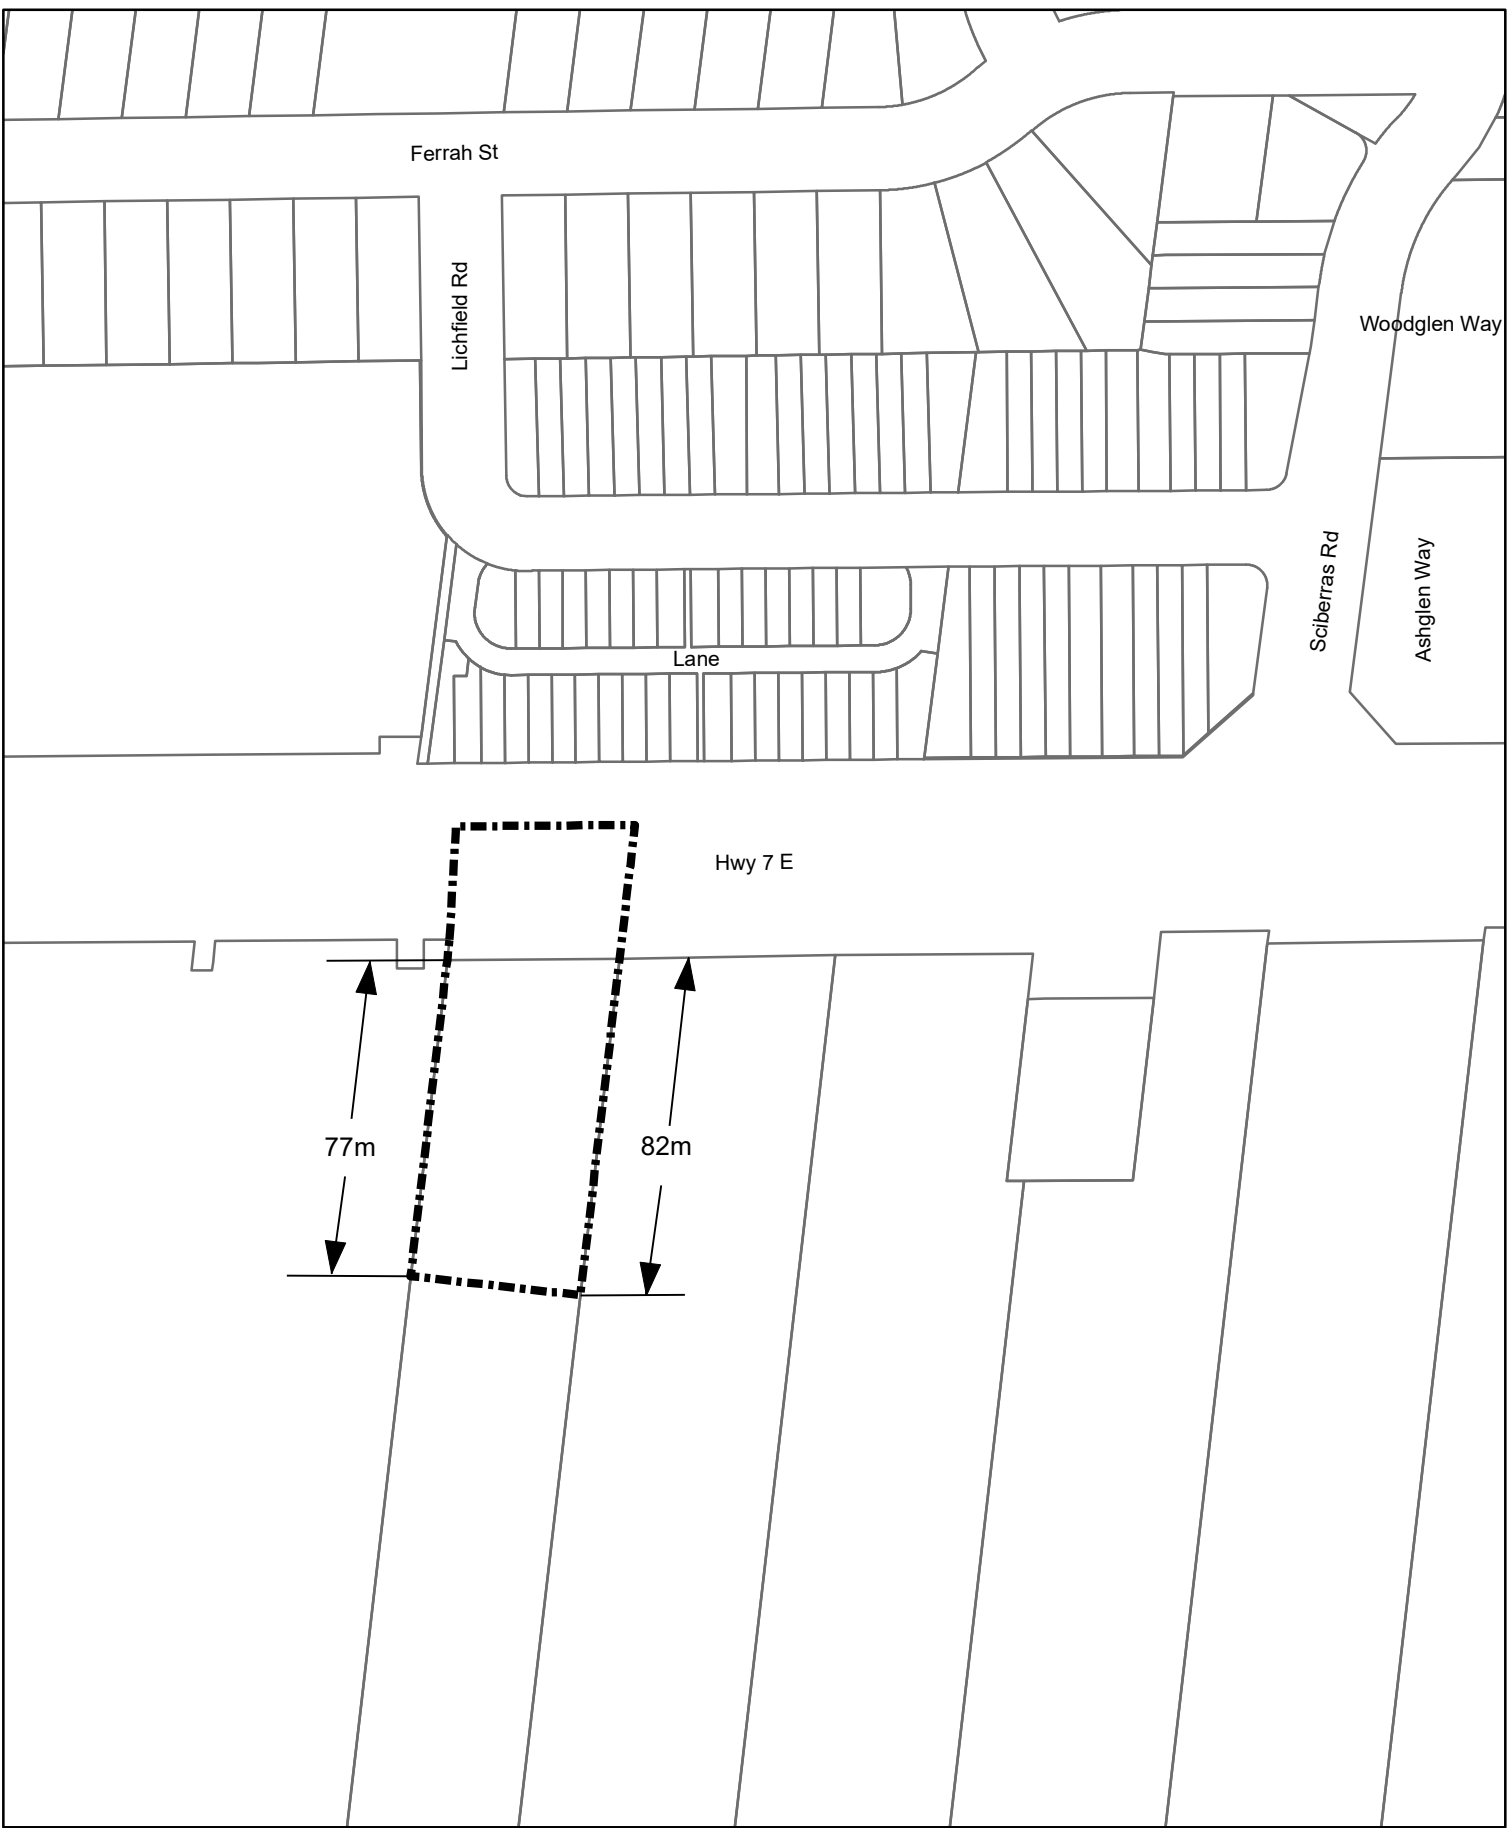 Ferrah St
Lichfield Rd
Woodglen Way
Sciberras Rd
Ashglen Way
Lane
Hwy 7 E
77m
82m